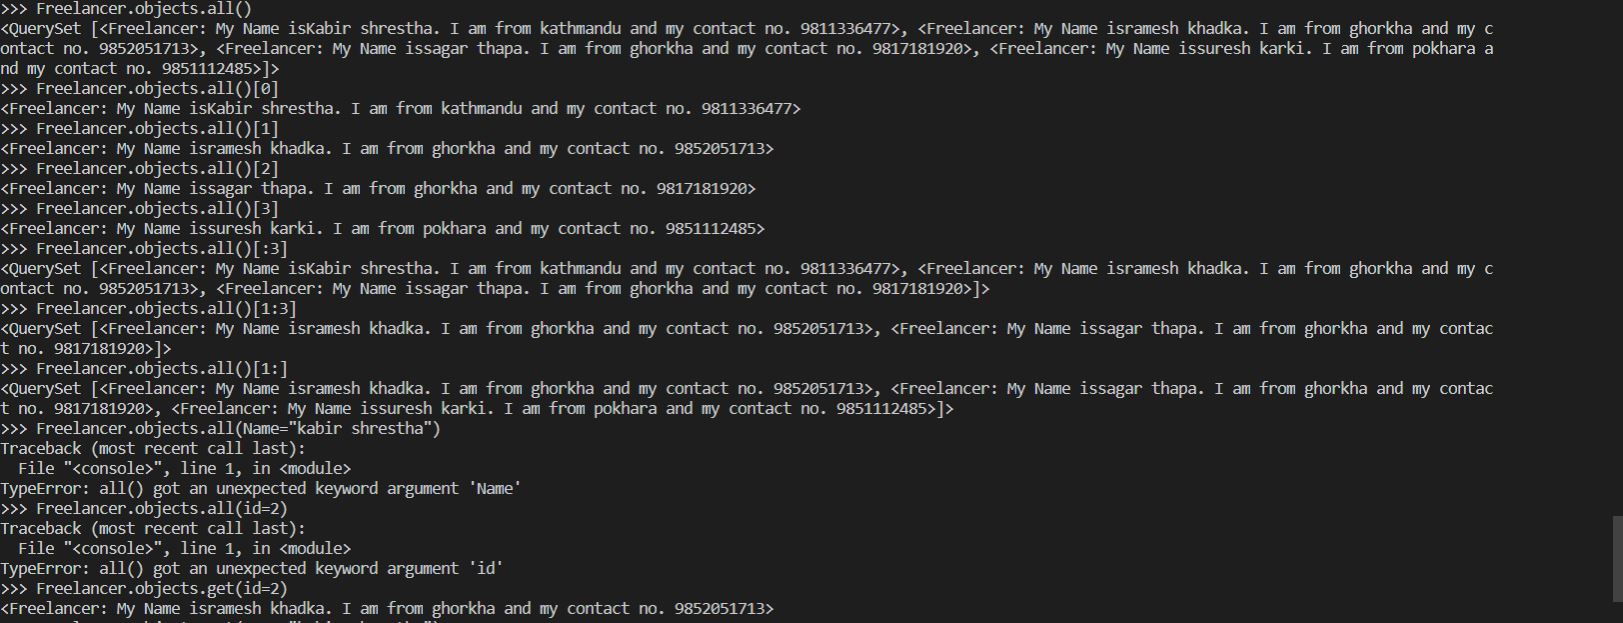 >>> Freelancer.objects.all()
<QuerySet [<Freelancer: My Name isKabir shrestha. I am from kathmandu and my contact no. 9811336477>, <Freelancer: My Name isramesh khadka. I am from ghorkha and my c
ontact no. 9852051713>, <Freelancer: My Name issagar thapa. I am from ghorkha and my contact no. 9817181920>, <Freelancer: My Name issuresh karki. I am from pokhara a
nd my contact no. 9851112485>]>
>>> Freelancer.objects.all()[0]
<Freelancer: My Name isKabir shrestha. I am from kathmandu and my contact no. 9811336477>
>>> Freelancer.objects.all()[1]
<Freelancer: My Name isramesh khadka. I am from ghorkha and my contact no. 9852051713>
>>> Freelancer.objects.all()[2]
<Freelancer: My Name issagar thapa. I am from ghorkha and my contact no. 9817181920>
>>> Freelancer.objects.all()[3]
<Freelancer: My Name issuresh karki. I am from pokhara and my contact no. 9851112485>
>>> Freelancer.objects.all()[:3]
<QuerySet [<Freelancer: My Name isKabir shrestha. I am from kathmandu and my contact no. 9811336477>, <Freelancer: My Name isramesh khadka. I am from ghorkha and my c
ontact no. 9852051713>, <Freelancer: My Name issagar thapa. I am from ghorkha and my contact no. 9817181920>]>
>>> Freelancer.objects.all()[1:3]
<QuerySet [<Freelancer: My Name isramesh khadka. I am from ghorkha and my contact no. 9852051713>, <Freelancer: My Name issagar thapa. I am from ghorkha and my contac
t no. 9817181920>]>
>>> Freelancer.objects.all()[1:]
<QuerySet [<Freelancer: My Name isramesh khadka. I am from ghorkha and my contact no. 9852051713>, <Freelancer: My Name issagar thapa. I am from ghorkha and my contac
t no. 9817181920>, <Freelancer: My Name issuresh karki. I am from pokhara and my contact no. 9851112485>]>
>>> Freelancer.objects.all(Name="kabir shrestha")
Traceback (most recent call last):
  File "<console>", line 1, in <module>
TypeError: all() got an unexpected keyword argument 'Name'
>>> Freelancer.objects.all(id=2)
Traceback (most recent call last):
  File "<console>", line 1, in <module>
TypeError: all() got an unexpected keyword argument 'id'
>>> Freelancer.objects.get(id=2)
<Freelancer: My Name isramesh khadka. I am from ghorkha and my contact no. 9852051713>